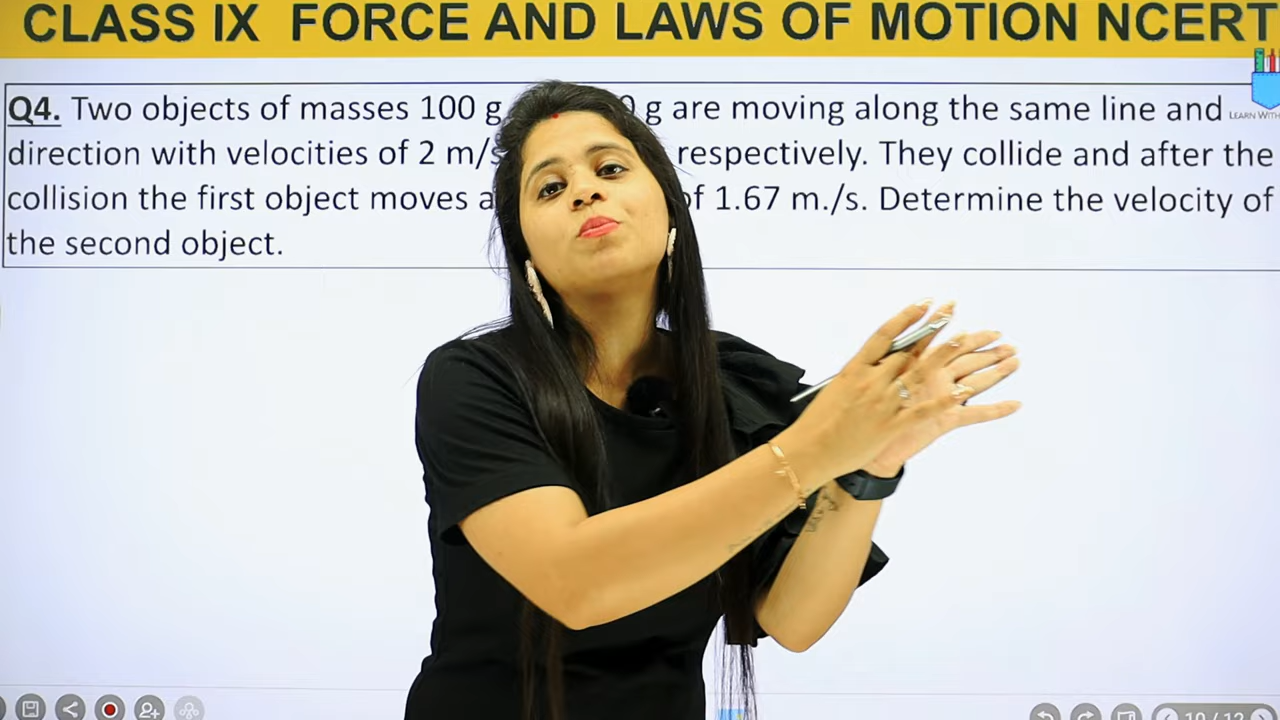 CLASS IX FORCE AND LAWS OF MOTION NCERT
Q4. Two objects of masses 100 g g are moving along the same line and
direction with velocities of 2 m/s respectively. They collide and after the
collision the first object moves of 1.67 m./s. Determine the velocity of
the second object.
LEARN WITH